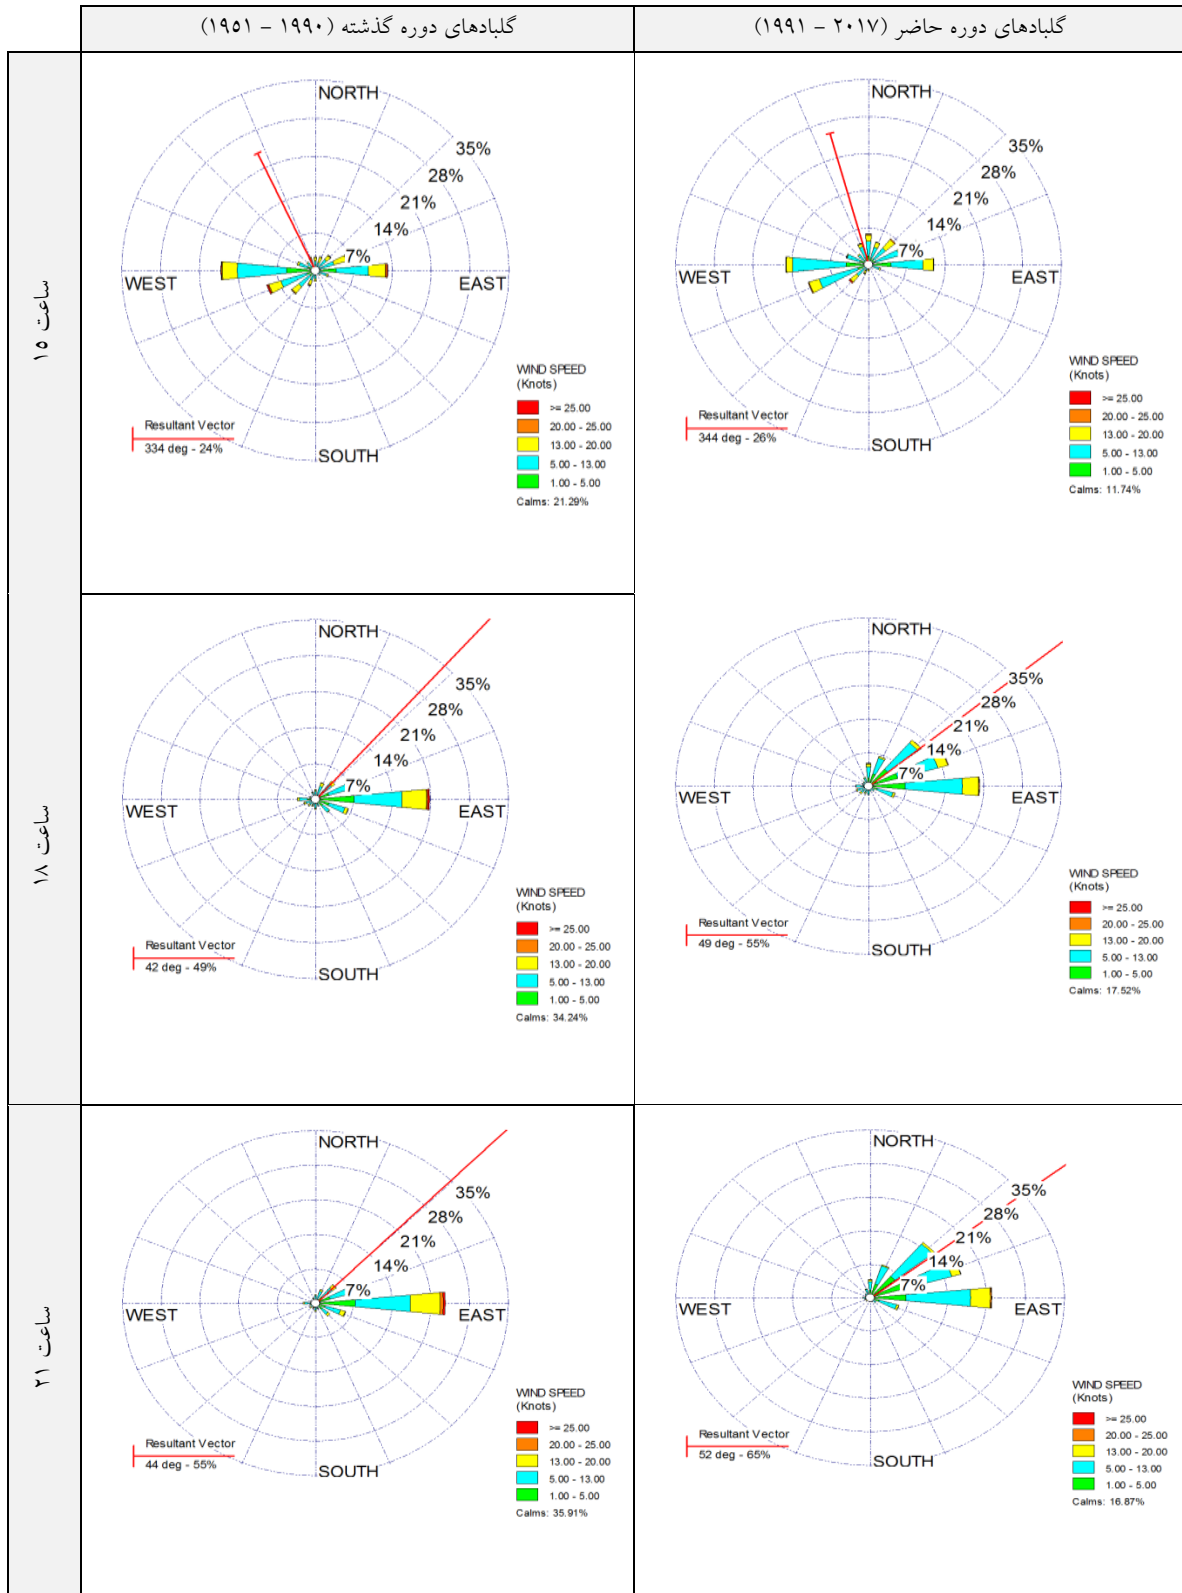 گلبادهای دوره گذشته (۱۹۹۰ – ۱۹۵۱)
گلبادهای دوره حاضر (۲۰۱۷ – ۱۹۹۱)
ساعت ۱۵
NORTH
35%
28%
21%
14%
7%
WEST
EAST
SOUTH
WIND SPEED
(Knots)
>= 25.00
20.00 - 25.00
13.00 - 20.00
5.00 - 13.00
1.00 - 5.00
Calms: 21.29%
Resultant Vector
334 deg - 24%
NORTH
35%
28%
21%
14%
7%
WEST
EAST
SOUTH
WIND SPEED
(Knots)
>= 25.00
20.00 - 25.00
13.00 - 20.00
5.00 - 13.00
1.00 - 5.00
Calms: 11.74%
Resultant Vector
344 deg - 26%
ساعت ۱۸
NORTH
35%
28%
21%
14%
7%
WEST
EAST
SOUTH
WIND SPEED
(Knots)
>= 25.00
20.00 - 25.00
13.00 - 20.00
5.00 - 13.00
1.00 - 5.00
Calms: 34.24%
Resultant Vector
42 deg - 49%
NORTH
35%
28%
21%
14%
7%
WEST
EAST
SOUTH
WIND SPEED
(Knots)
>= 25.00
20.00 - 25.00
13.00 - 20.00
5.00 - 13.00
1.00 - 5.00
Calms: 17.52%
Resultant Vector
49 deg - 55%
ساعت ۲۱
NORTH
35%
28%
21%
14%
7%
WEST
EAST
SOUTH
WIND SPEED
(Knots)
>= 25.00
20.00 - 25.00
13.00 - 20.00
5.00 - 13.00
1.00 - 5.00
Calms: 35.91%
Resultant Vector
44 deg - 55%
NORTH
35%
28%
21%
14%
7%
WEST
EAST
SOUTH
WIND SPEED
(Knots)
>= 25.00
20.00 - 25.00
13.00 - 20.00
5.00 - 13.00
1.00 - 5.00
Calms: 16.87%
Resultant Vector
52 deg - 65%